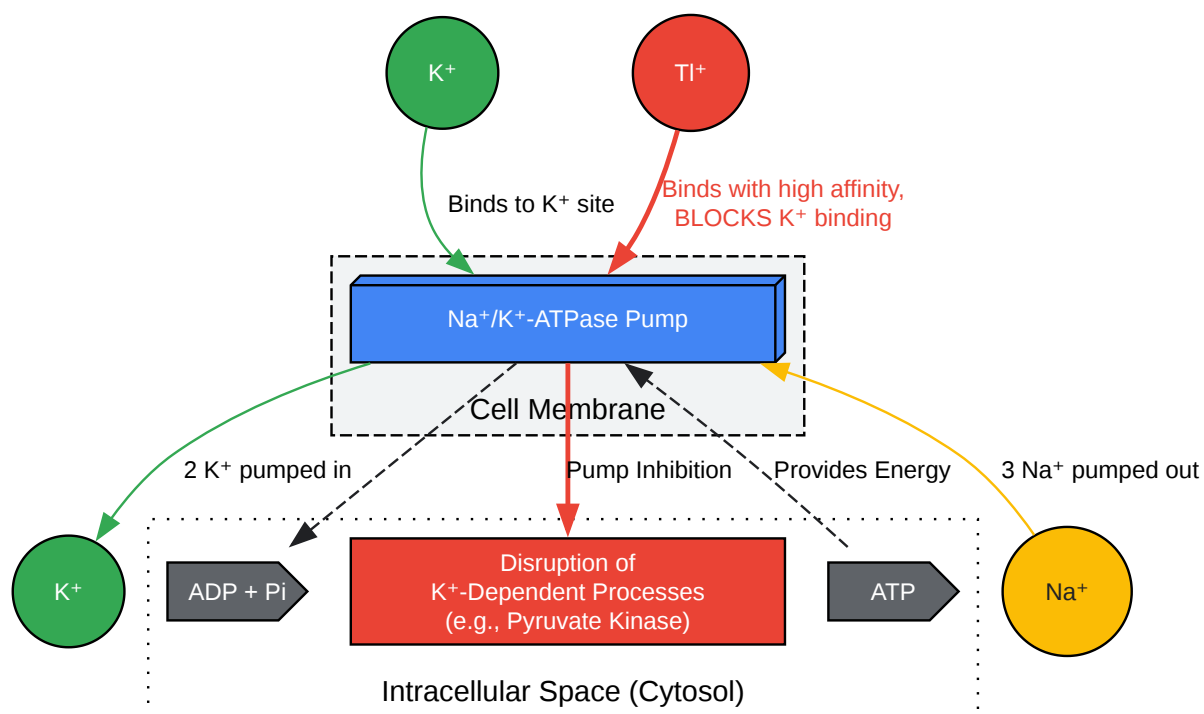 K⁺
Tl⁺
Binds to K⁺ site
Binds with high affinity,
BLOCKS K⁺ binding
Na⁺/K⁺-ATPase Pump
Cell Membrane
2 K⁺ pumped in
Pump Inhibition
Provides Energy
3 Na⁺ pumped out
K⁺
ADP + Pi
Disruption of
K⁺-Dependent Processes
(e.g., Pyruvate Kinase)
ATP
Na⁺
Intracellular Space (Cytosol)